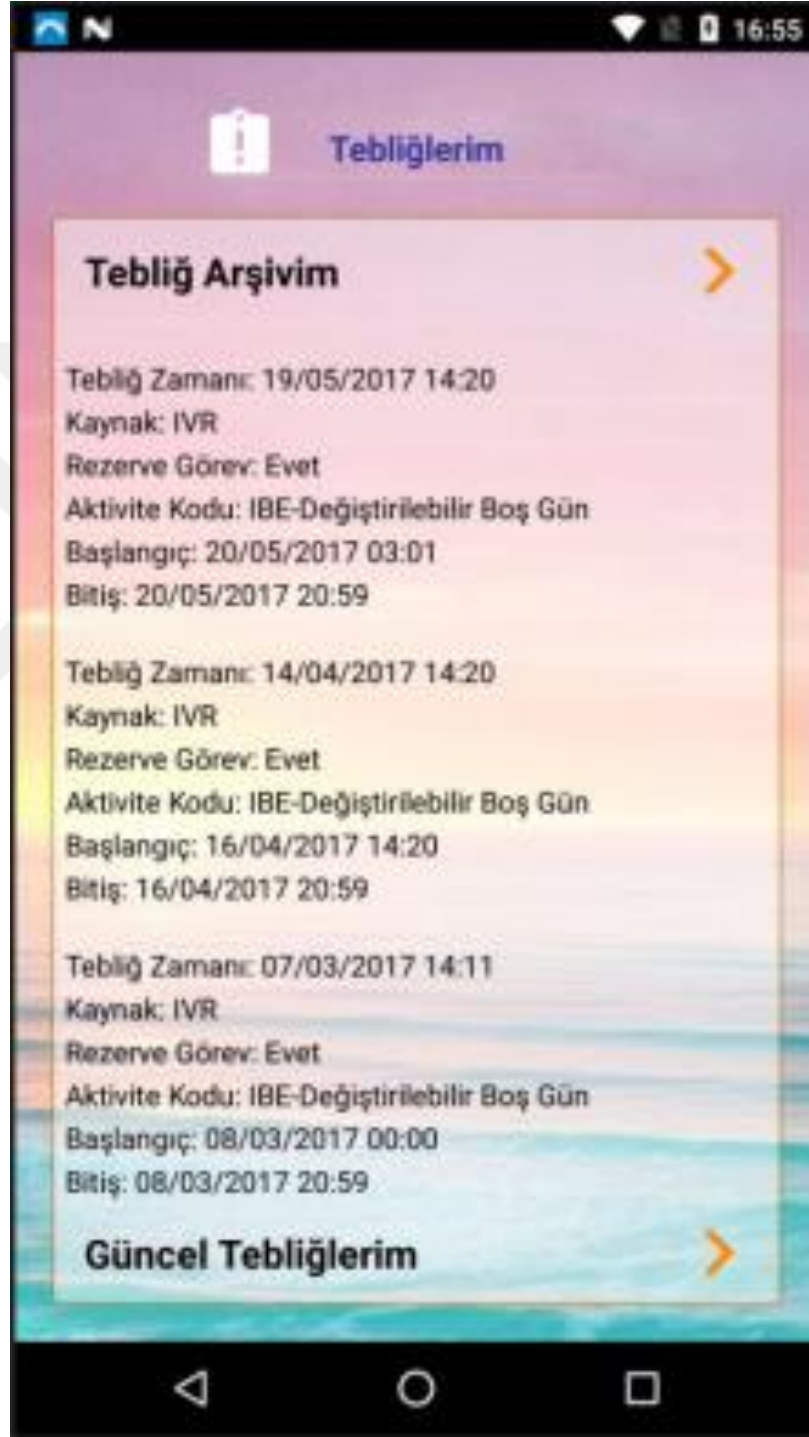 16:55
Tebliğlerim
Tebliğ Arşivim
Tebliğ Zamanı: 19/05/2017 14:20
Kaynak: IVR
Rezerve Görev: Evet
Aktivite Kodu: IBE-Değiştirilebilir Boş Gün
Başlangıç: 20/05/2017 03:01
Bitiş: 20/05/2017 20:59
Tebliğ Zamanı: 14/04/2017 14:20
Kaynak: IVR
Rezerve Görev: Evet
Aktivite Kodu: IBE-Değiştirilebilir Boş Gün
Başlangıç: 16/04/2017 14:20
Bitiş: 16/04/2017 20:59
Tebliğ Zamanı: 07/03/2017 14:11
Kaynak: IVR
Rezerve Görev: Evet
Aktivite Kodu: IBE-Değiştirilebilir Boş Gün
Başlangıç: 08/03/2017 00:00
Bitiş: 08/03/2017 20:59
Güncel Tebliğlerim